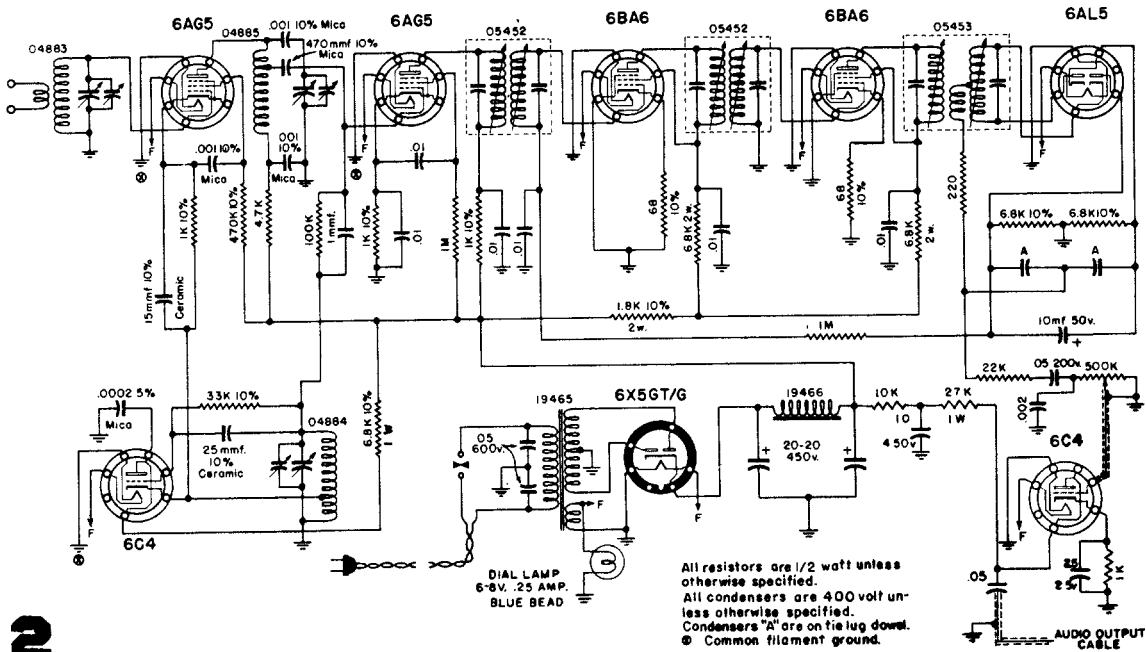 6AG5
6AG5
6BA6
6BA6
6AL5
04883
04885
.001 10% Mica
470mmf 10%
Mica
05452
05452
05453
F
F
F
F
F
.001 10%
Mica
.001
10%
Mica
.01
1K 10%
470K 10%
4.7K
100K
1 mmf.
1K 10%
.01
1M
1K 10%
.01
.01
68
10%
6.8K 2w.
.01
68
10%
.01
6.8K
2w.
220
6.8K 10%
6.8K 10%
A
A
15mmf 10%
Ceramic
1.8K 10%
2w.
1M
10mf 50v.
+
.0002 5%
Mica
33K 10%
04884
25mmf.
10%
Ceramic
6.8K 10%
1W
F
6C4
19465
.05
600v.
6X5GT/G
F
F
19466
20-20
450v.
+
+
10K
10
450v.
27K
1W
22K
.05 200v.
500K
.002
6C4
F
.05
.25
25v
1K
DIAL LAMP
6-8V. .25 AMP.
BLUE BEAD
All resistors are 1/2 watt unless
otherwise specified.
All condensers are 400 volt un-
less otherwise specified.
Condensers "A" are on tie lug dowel.
⊗ Common filament ground.
AUDIO OUTPUT
CABLE
2